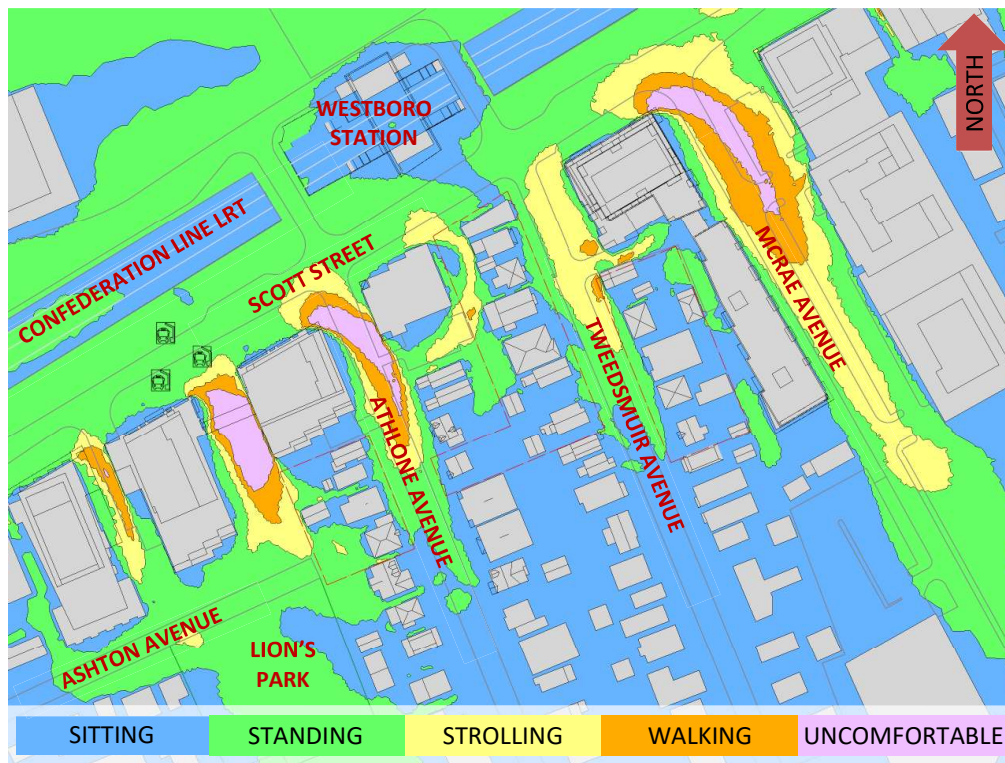 NORTH
WESTBORO
STATION
CONFEDERATION LINE LRT
SCOTT STREET
MCRAE AVENUE
TWEEDSMUIR AVENUE
ATHLONE AVENUE
ASHTON AVENUE
LION'S
PARK
SITTING
STANDING
STROLLING
WALKING
UNCOMFORTABLE